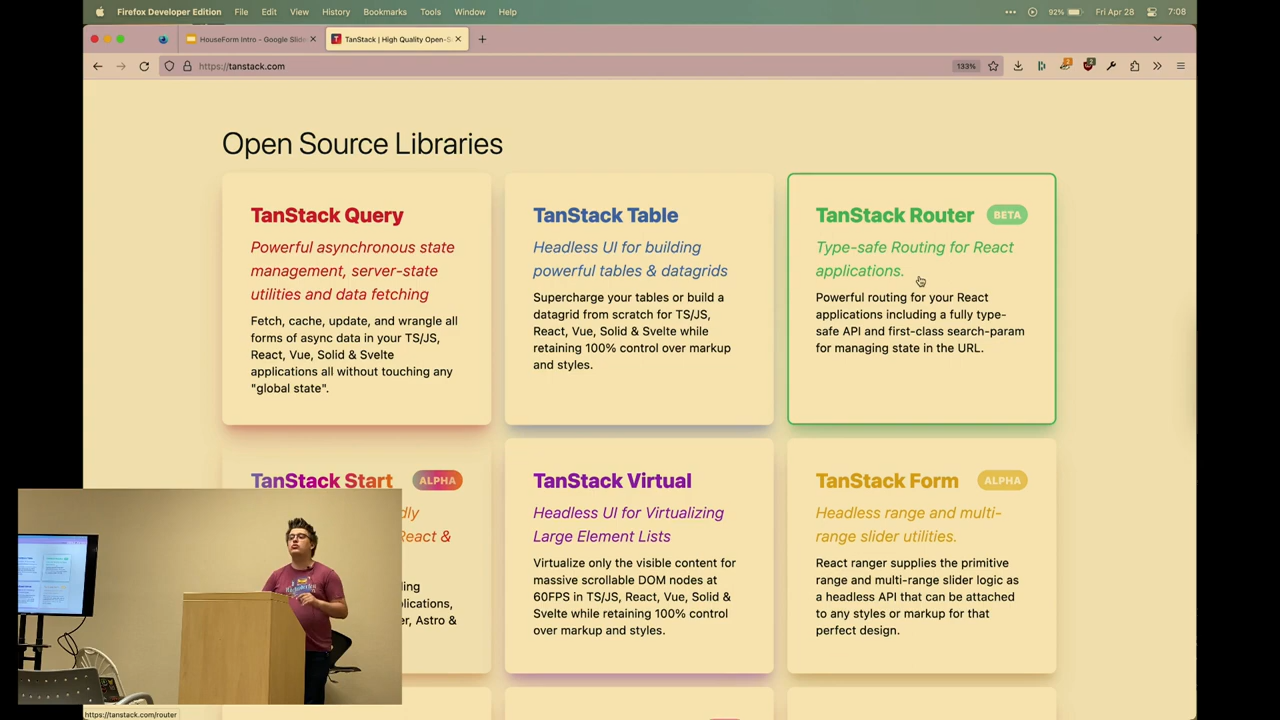 Firefox Developer Edition File Edit View History Bookmarks Tools Window Help
92% Fri Apr 28 7:08
HouseForm Intro - Google Slide
TanStack | High Quality Open-S
https://tanstack.com
133%
Open Source Libraries
TanStack Query
Powerful asynchronous state
management, server-state
utilities and data fetching
Fetch, cache, update, and wrangle all
forms of async data in your TS/JS,
React, Vue, Solid & Svelte
applications all without touching any
"global state".
TanStack Table
Headless UI for building
powerful tables & datagrids
Supercharge your tables or build a
datagrid from scratch for TS/JS,
React, Vue, Solid & Svelte while
retaining 100% control over markup
and styles.
TanStack Router BETA
Type-safe Routing for React
applications.
Powerful routing for your React
applications including a fully type-
safe API and first-class search-param
for managing state in the URL.
TanStack Start ALPHA
React &
Astro &
TanStack Virtual
Headless UI for Virtualizing
Large Element Lists
Virtualize only the visible content for
massive scrollable DOM nodes at
60FPS in TS/JS, React, Vue, Solid &
Svelte while retaining 100% control
over markup and styles.
TanStack Form ALPHA
Headless range and multi-
range slider utilities.
React ranger supplies the primitive
range and multi-range slider logic as
a headless API that can be attached
to any styles or markup for that
perfect design.
https://tanstack.com/router